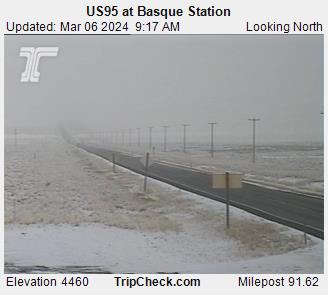 US95 at Basque Station
Updated: Mar 06 2024 9:17 AM Looking North
Elevation 4460 TripCheck.com Milepost 91.62